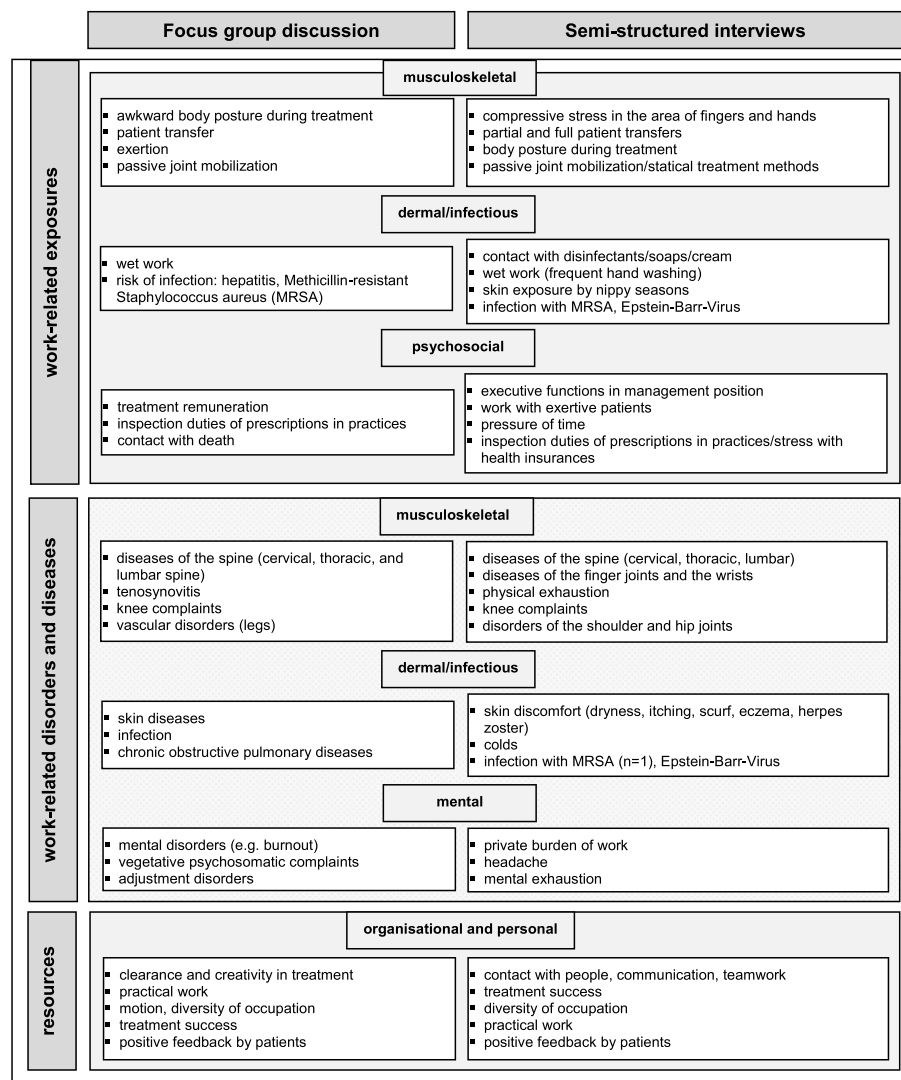 Focus group discussion
Semi-structured interviews
work-related exposures
musculoskeletal
▪ awkward body posture during treatment
▪ patient transfer
▪ exertion
▪ passive joint mobilization
▪ compressive stress in the area of fingers and hands
▪ partial and full patient transfers
▪ body posture during treatment
▪ passive joint mobilization/statical treatment methods
dermal/infectious
▪ wet work
▪ risk of infection: hepatitis, Methicillin-resistant
Staphylococcus aureus (MRSA)
▪ contact with disinfectants/soaps/cream
▪ wet work (frequent hand washing)
▪ skin exposure by nippy seasons
▪ infection with MRSA, Epstein-Barr-Virus
psychosocial
▪ treatment remuneration
▪ inspection duties of prescriptions in practices
▪ contact with death
▪ executive functions in management position
▪ work with exertive patients
▪ pressure of time
▪ inspection duties of prescriptions in practices/stress with
health insurances
work-related disorders and diseases
musculoskeletal
▪ diseases of the spine (cervical, thoracic, and
lumbar spine)
▪ tenosynovitis
▪ knee complaints
▪ vascular disorders (legs)
▪ diseases of the spine (cervical, thoracic, lumbar)
▪ diseases of the finger joints and the wrists
▪ physical exhaustion
▪ knee complaints
▪ disorders of the shoulder and hip joints
dermal/infectious
▪ skin diseases
▪ infection
▪ chronic obstructive pulmonary diseases
▪ skin discomfort (dryness, itching, scurf, eczema, herpes
zoster)
▪ colds
▪ infection with MRSA (n=1), Epstein-Barr-Virus
mental
▪ mental disorders (e.g. burnout)
▪ vegetative psychosomatic complaints
▪ adjustment disorders
▪ private burden of work
▪ headache
▪ mental exhaustion
resources
organisational and personal
▪ clearance and creativity in treatment
▪ practical work
▪ motion, diversity of occupation
▪ treatment success
▪ positive feedback by patients
▪ contact with people, communication, teamwork
▪ treatment success
▪ diversity of occupation
▪ practical work
▪ positive feedback by patients